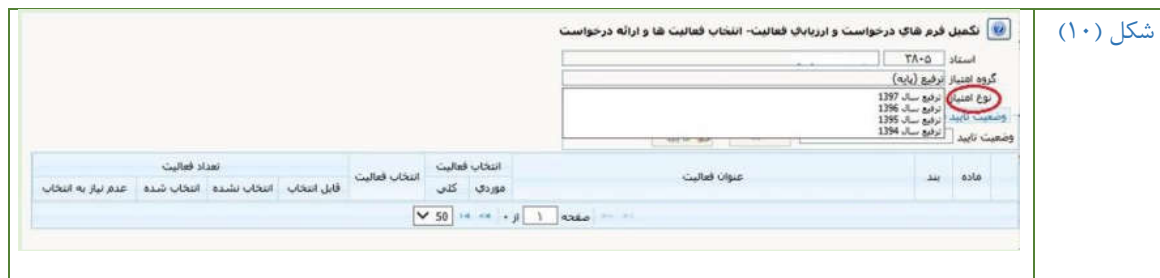 شکل (۱۰)
تکمیل فرم های درخواست و ارزیابی فعالیت- انتخاب فعالیت ها و ارائه درخواست
استاد ۳۸۰۵
گروه امتیاز ترفیع (پایه)
نوع امتیاز ترفیع سال 1397
ترفیع سال 1396
وضعیت تایید ترفیع سال 1395
ترفیع سال 1394
وضعیت تایید
ماده بند عنوان فعالیت انتخاب فعالیت انتخاب فعالیت تعداد فعالیت
موردی کلی قابل انتخاب انتخاب نشده انتخاب شده عدم نیاز به انتخاب
صفحه ۱ از ۰ 50